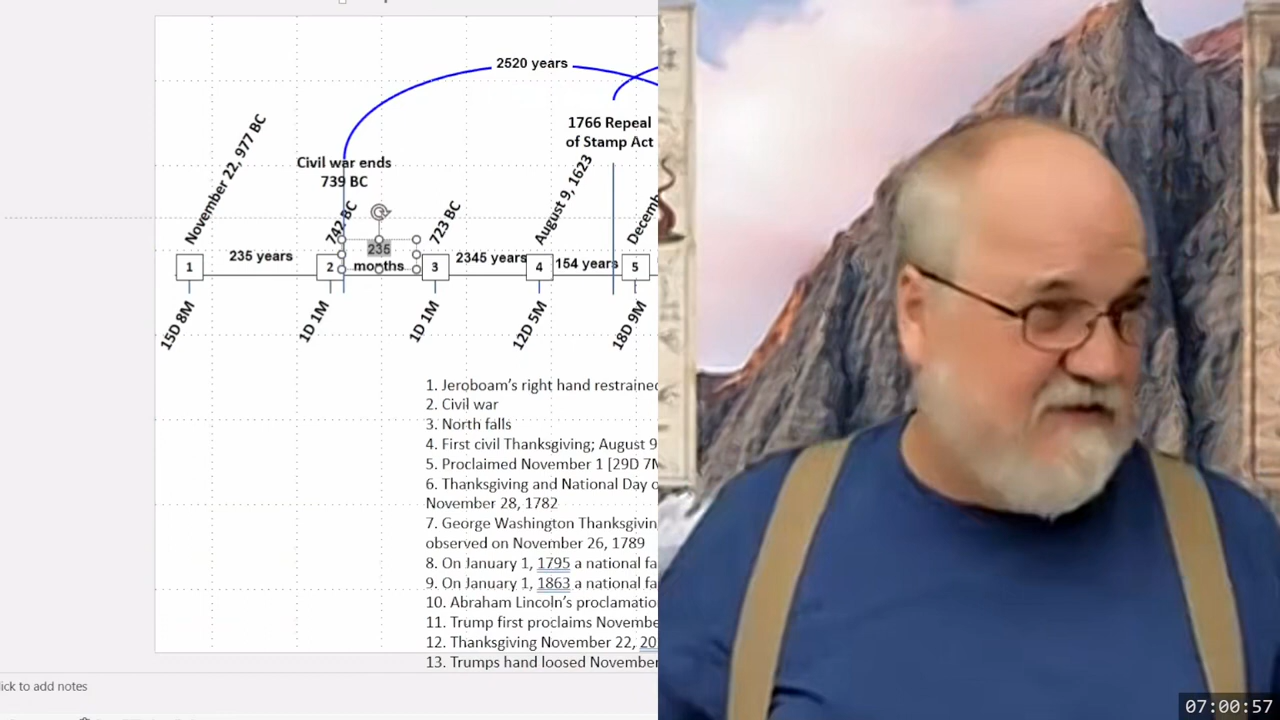 2520 years
1766 Repeal
of Stamp Act
November 22, 977 BC
Civil war ends
739 BC
742 BC
723 BC
August 9, 1623
Decemb
235 years
235
months
2345 years
154 years
1
2
3
4
5
15D 8M
1D 1M
1D 1M
12D 5M
18D 9M
1. Jeroboam’s right hand restrained
2. Civil war
3. North falls
4. First civil Thanksgiving; August 9
5. Proclaimed November 1 [29D 7M
6. Thanksgiving and National Day o
November 28, 1782
7. George Washington Thanksgivin
observed on November 26, 1789
8. On January 1, 1795 a national fa
9. On January 1, 1863 a national fa
10. Abraham Lincoln’s proclamatio
11. Trump first proclaims Novembe
12. Thanksgiving November 22, 20
13. Trumps hand loosed November
lick to add notes
07:00:57